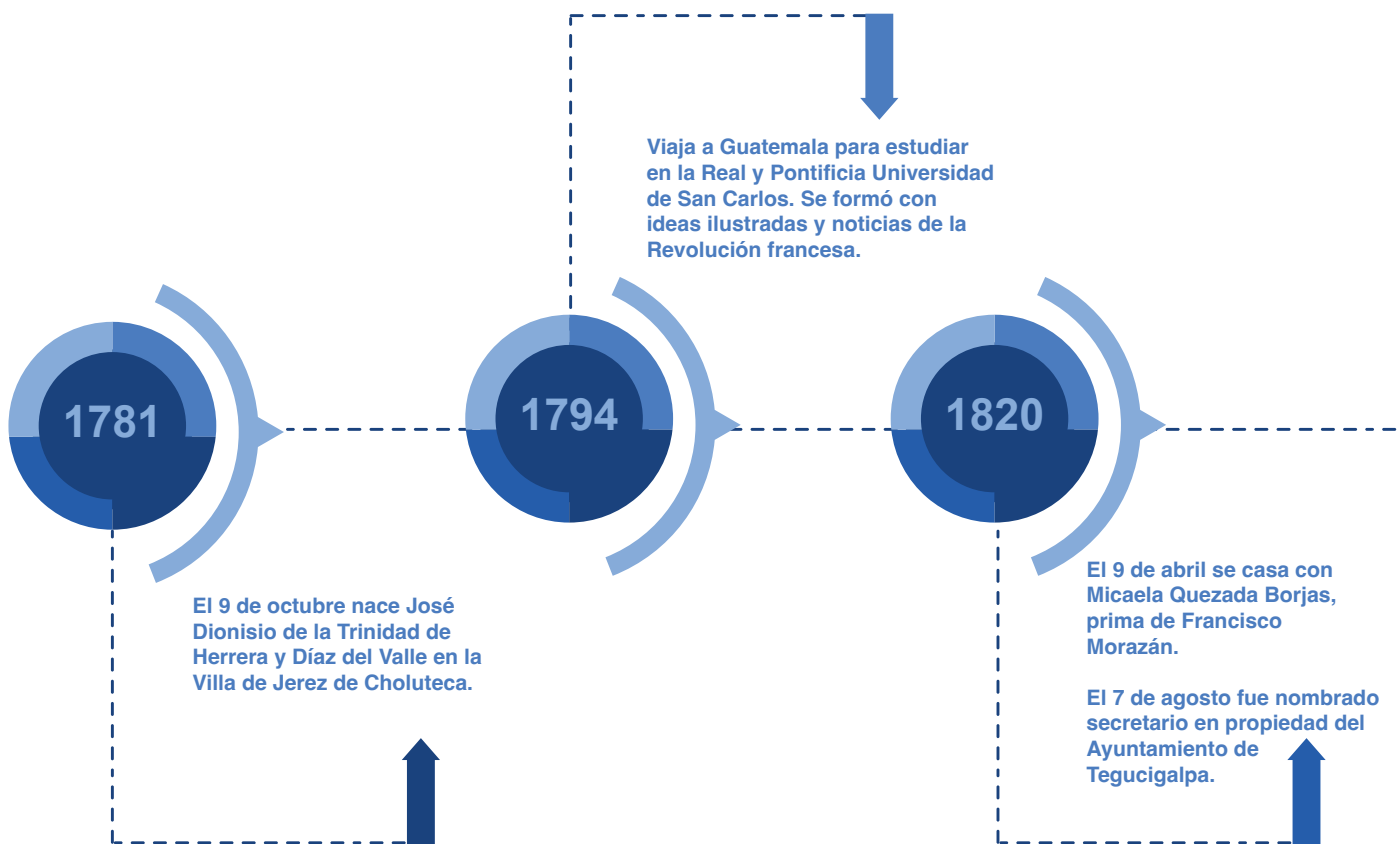 1781
El 9 de octubre nace José
Dionisio de la Trinidad de
Herrera y Díaz del Valle en la
Villa de Jerez de Choluteca.
1794
Viaja a Guatemala para estudiar
en la Real y Pontificia Universidad
de San Carlos. Se formó con
ideas ilustradas y noticias de la
Revolución francesa.
1820
El 9 de abril se casa con
Micaela Quezada Borjas,
prima de Francisco
Morazán.
El 7 de agosto fue nombrado
secretario en propiedad del
Ayuntamiento de
Tegucigalpa.